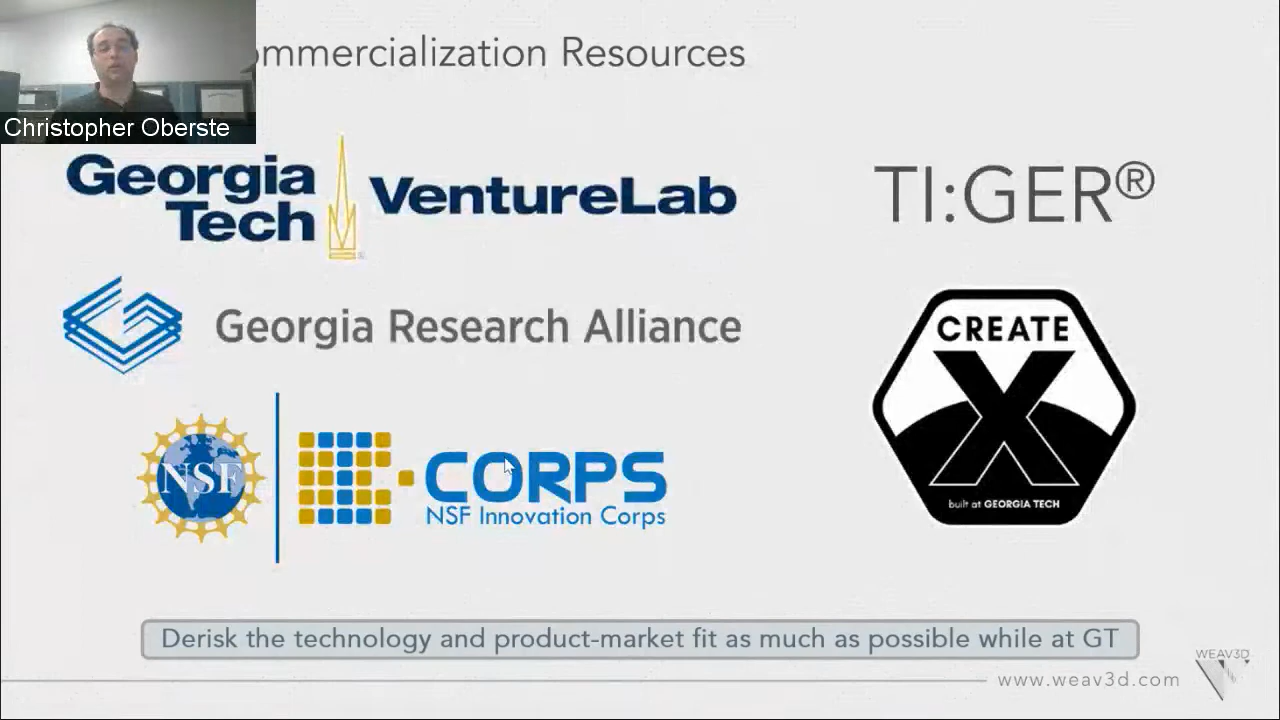 ommercialization Resources
Christopher Oberste
Georgia
Tech
VentureLab
TI:GER®
Georgia Research Alliance
CREATE
X
built at GEORGIA TECH
NSF
I-CORPS
NSF Innovation Corps
Derisk the technology and product-market fit as much as possible while at GT
WEAV3D
www.weav3d.com